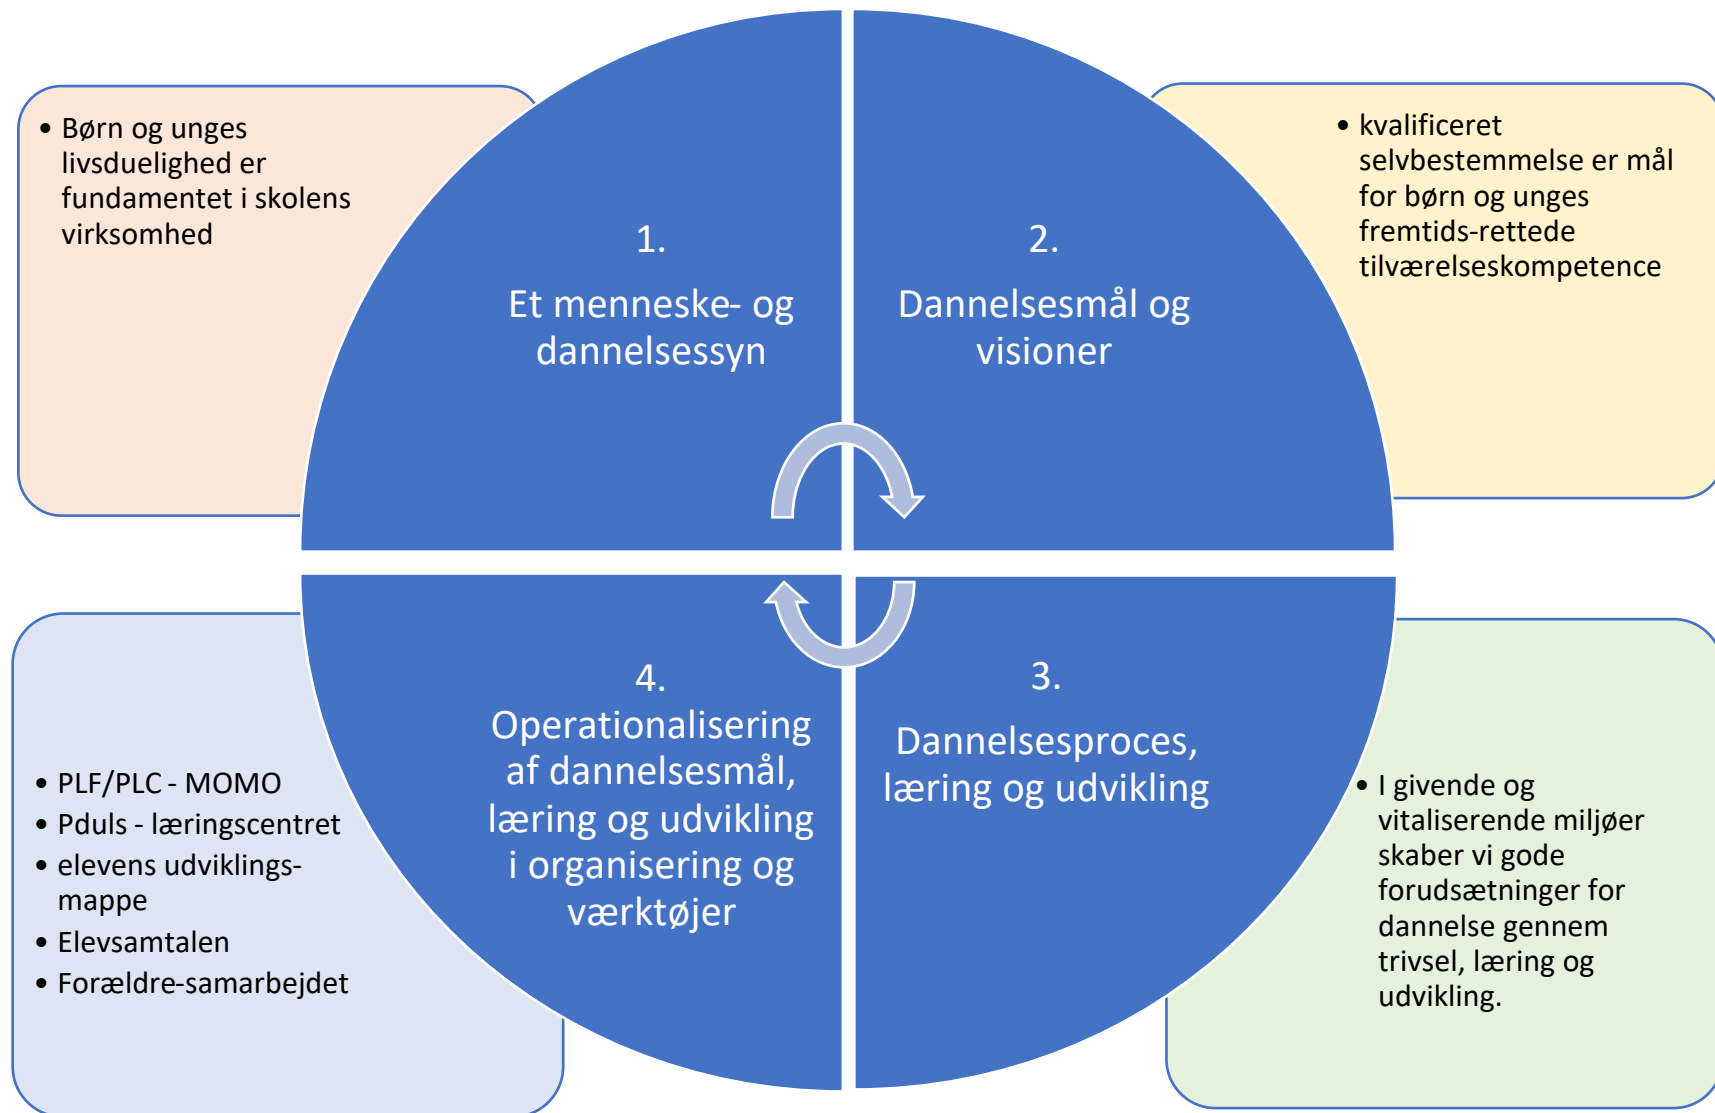 • Børn og unges
livsduelighed er
fundamentet i skolens
virksomhed
1.
Et menneske- og
dannelsessyn
2.
Dannelsesmål og
visioner
• kvalificeret
selvbestemmelse er mål
for børn og unges
fremtids-rettede
tilværelseskompetence
• PLF/PLC - MOMO
• Pduls - læringscentret
• elevens udviklings-
mappe
• Elevsamtalen
• Forældre-samarbejdet
4.
Operationalisering
af dannelsesmål,
læring og udvikling
i organisering og
værktøjer
3.
Dannelsesproces,
læring og udvikling
• I givende og
vitaliserende miljøer
skaber vi gode
forudsætninger for
dannelse gennem
trivsel, læring og
udvikling.